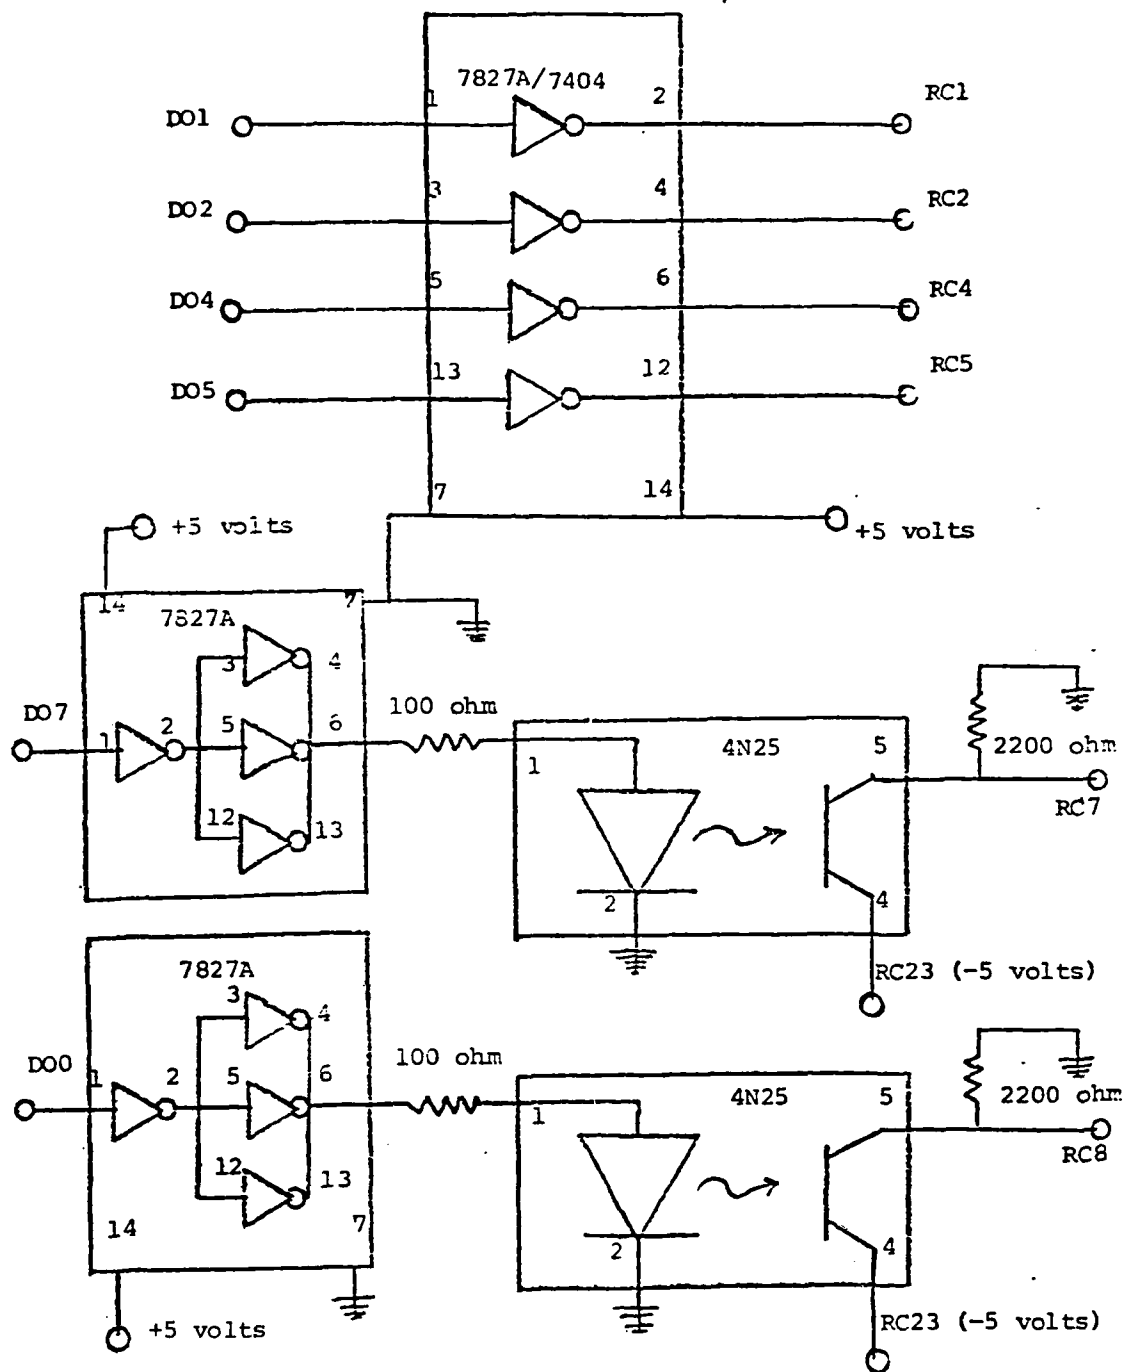 7827A/7404
DO1 1 2 RC1
DO2 3 4 RC2
DO4 5 6 RC4
DO5 13 12 RC5
7 14
+5 volts +5 volts
14 7
7827A
3 4
DO7 1 2 5 6 100 ohm
12 13
1 4N25 5 2200 ohm
RC7
2 4
RC23 (-5 volts)
7827A
3 4
DO0 1 2 5 6 100 ohm
12 13
14 7
+5 volts
1 4N25 5 2200 ohm
RC8
2 4
RC23 (-5 volts)